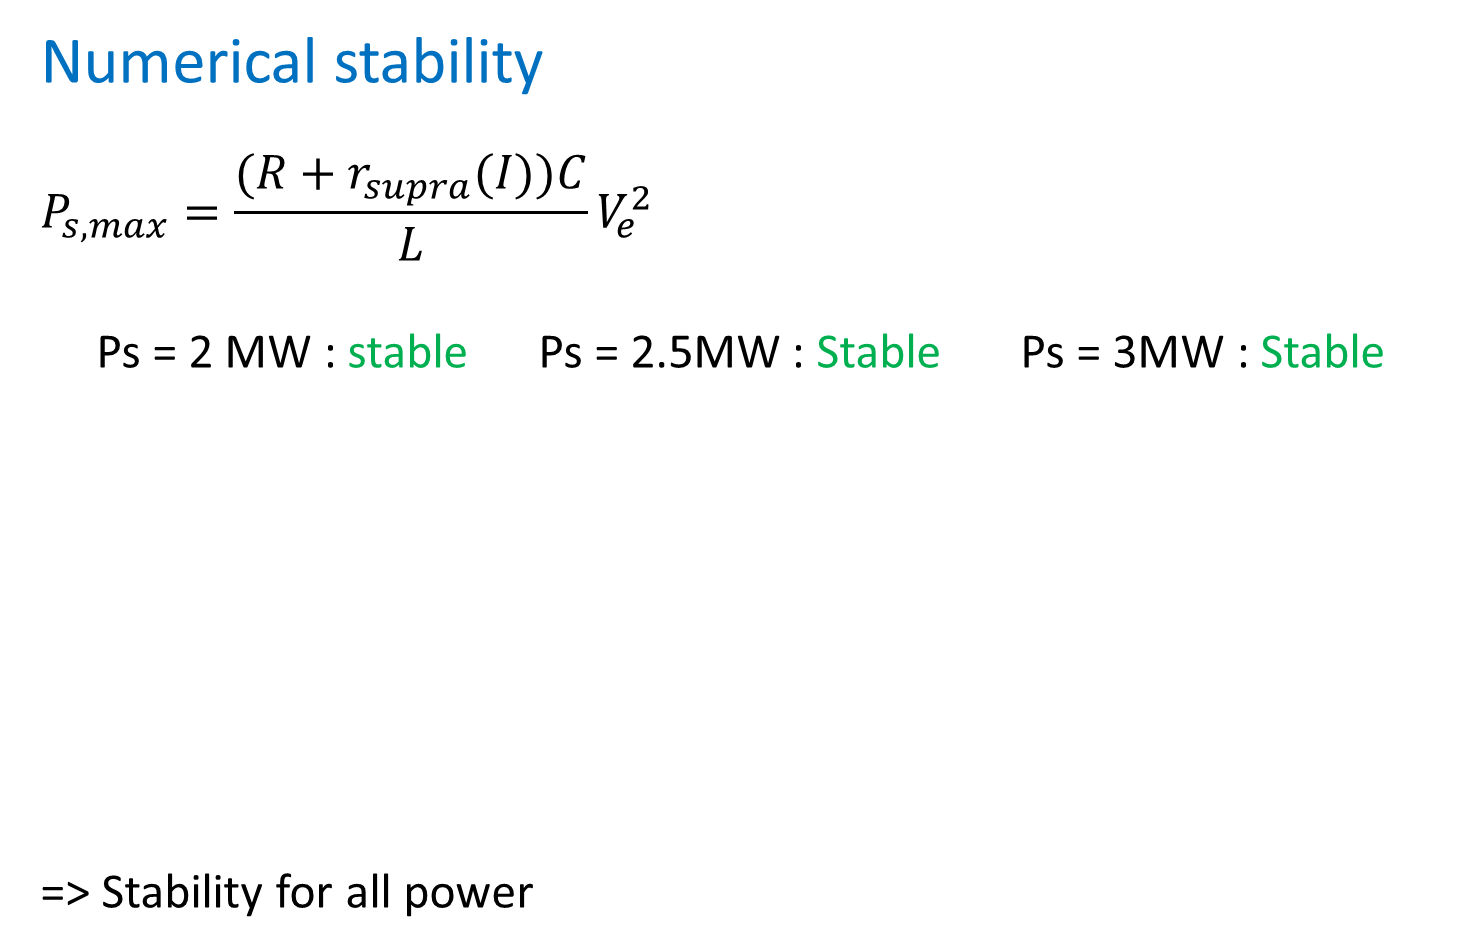 Numerical stability
P_{s,max} = \frac{(R + r_{supra}(I))C}{L} V_e^2
Ps = 2 MW : stable Ps = 2.5MW : Stable Ps = 3MW : Stable
=> Stability for all power